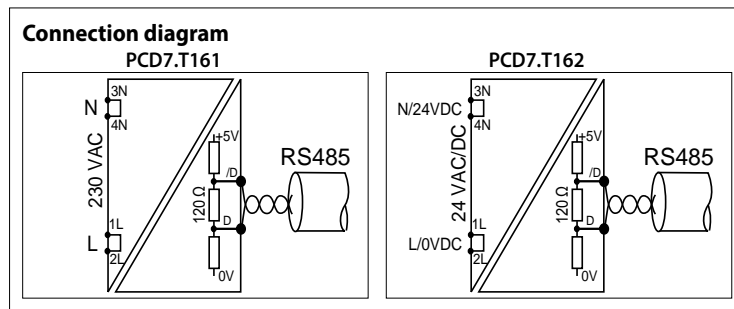 Connection diagram
PCD7.T161
3N
N
4N
230 VAC
1L
L
2L
+5V
/D
120 Ω
D
0V
RS485
PCD7.T162
3N
N/24VDC
4N
24 VAC/DC
1L
L/0VDC
2L
+5V
/D
120 Ω
D
0V
RS485